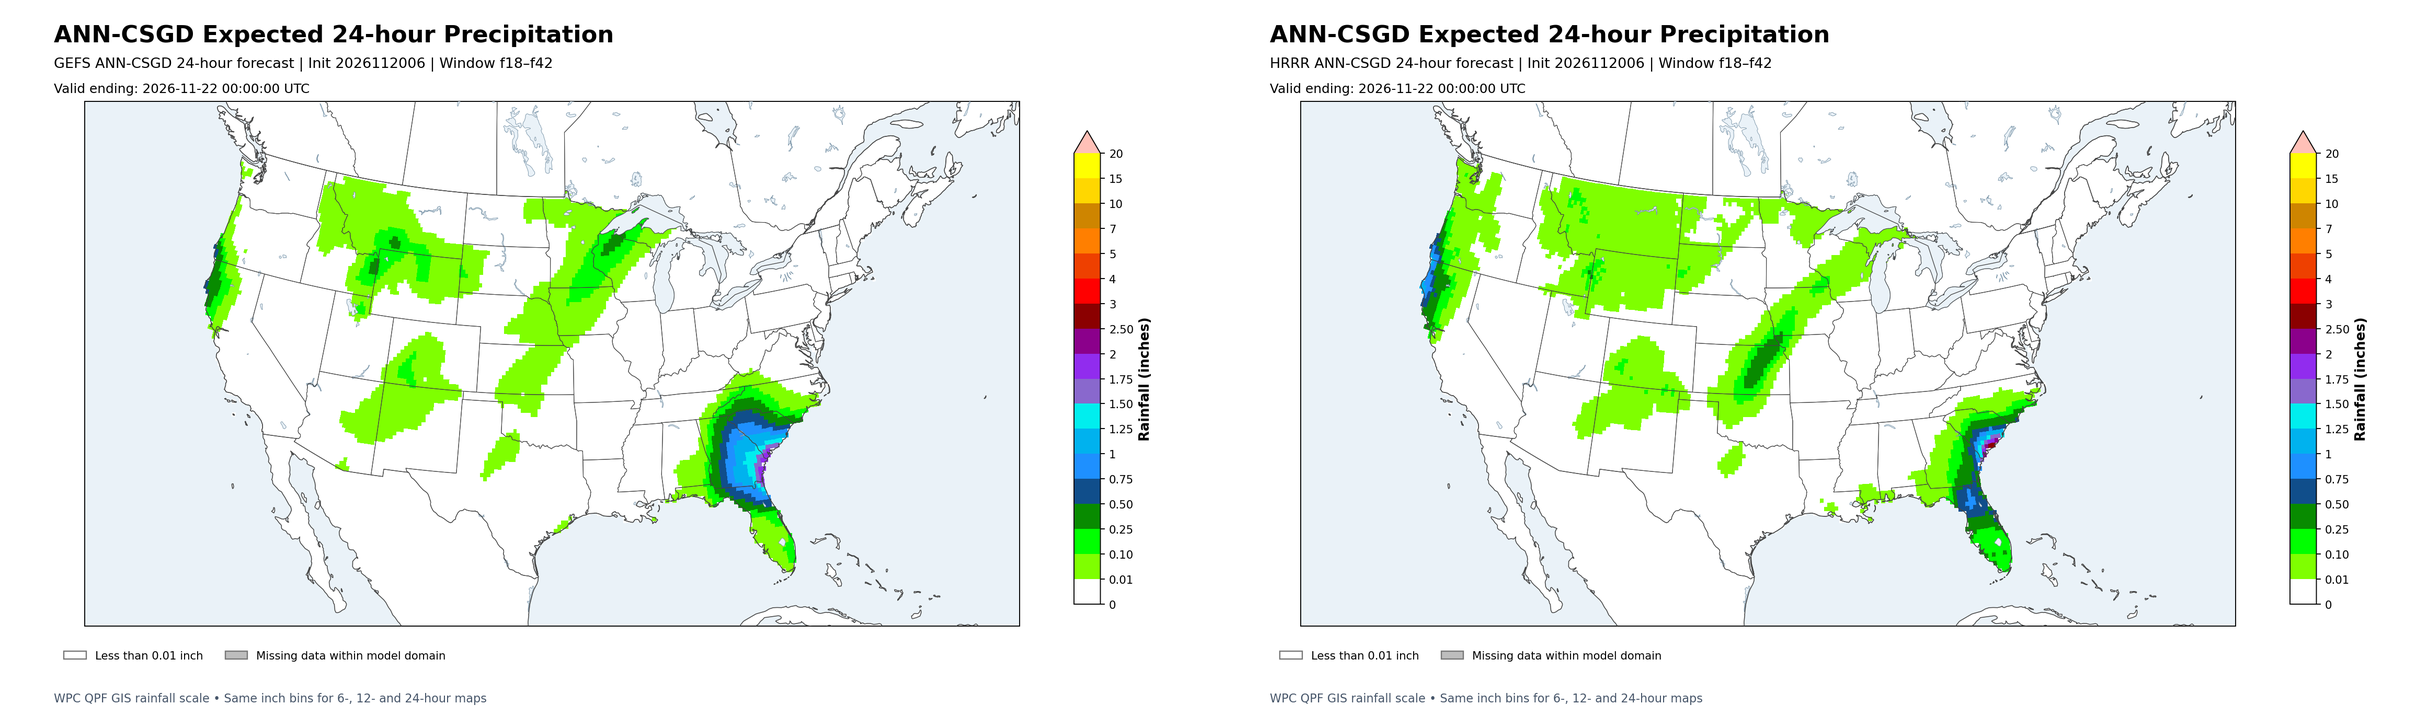 ANN-CSGD Expected 24-hour Precipitation
GEFS ANN-CSGD 24-hour forecast | Init 2026112006 | Window f18–f42
Valid ending: 2026-11-22 00:00:00 UTC
20
15
10
7
5
4
3
2.50
2
1.75
1.50
1.25
1
0.75
0.50
0.25
0.10
0.01
0
Rainfall (inches)
Less than 0.01 inch
Missing data within model domain
WPC QPF GIS rainfall scale • Same inch bins for 6-, 12- and 24-hour maps
ANN-CSGD Expected 24-hour Precipitation
HRRR ANN-CSGD 24-hour forecast | Init 2026112006 | Window f18–f42
Valid ending: 2026-11-22 00:00:00 UTC
20
15
10
7
5
4
3
2.50
2
1.75
1.50
1.25
1
0.75
0.50
0.25
0.10
0.01
0
Rainfall (inches)
Less than 0.01 inch
Missing data within model domain
WPC QPF GIS rainfall scale • Same inch bins for 6-, 12- and 24-hour maps